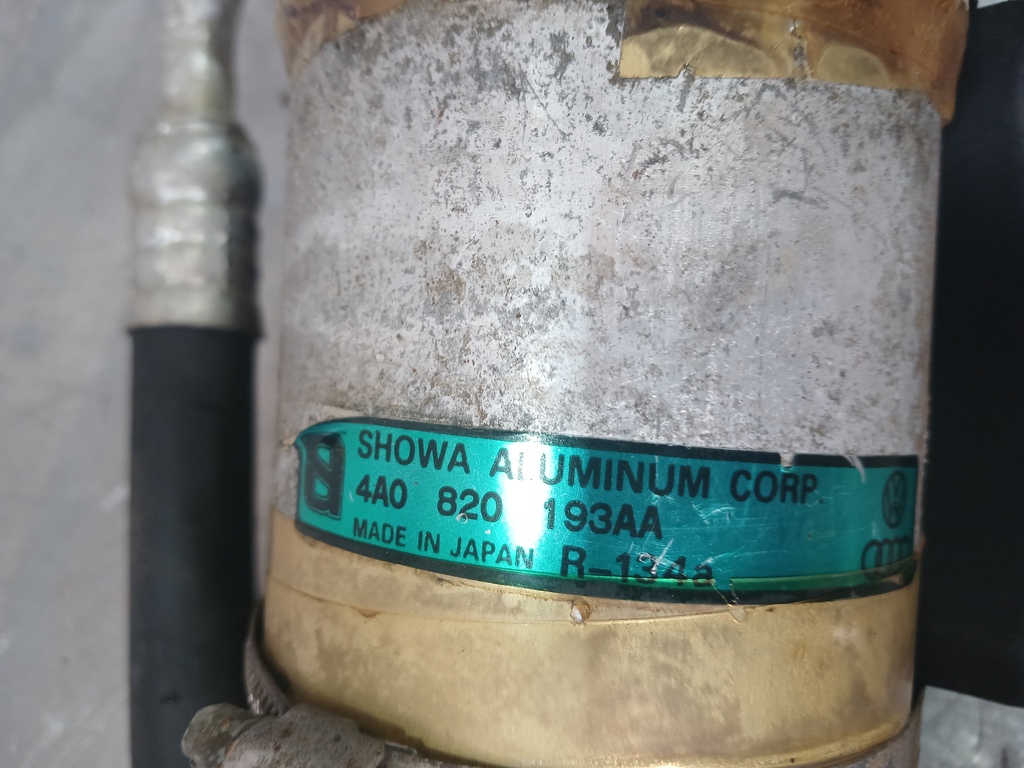 SHOWA ALUMINUM CORP.
4A0 820 193AA
MADE IN JAPAN R-134a